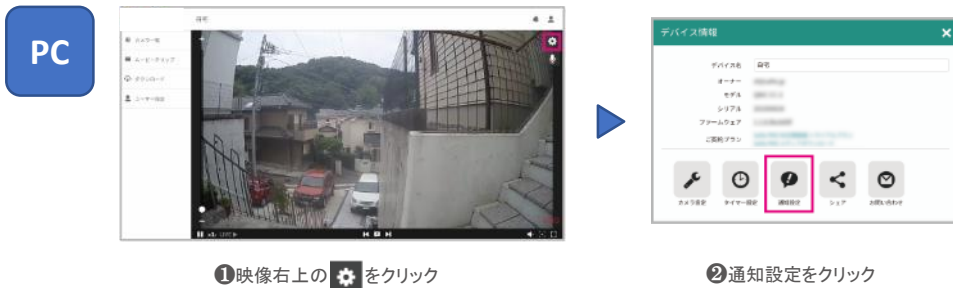 PC
自宅
カメラ一覧
ムービークリップ
ダウンロード
ユーザー設定
LIVE
デバイス情報
デバイス名 自宅
オーナー
モデル
シリアル
ファームウェア
ご契約プラン
カメラ設定 タイマー設定 通知設定 シェア お問い合わせ
❶映像右上の をクリック
❷通知設定をクリック